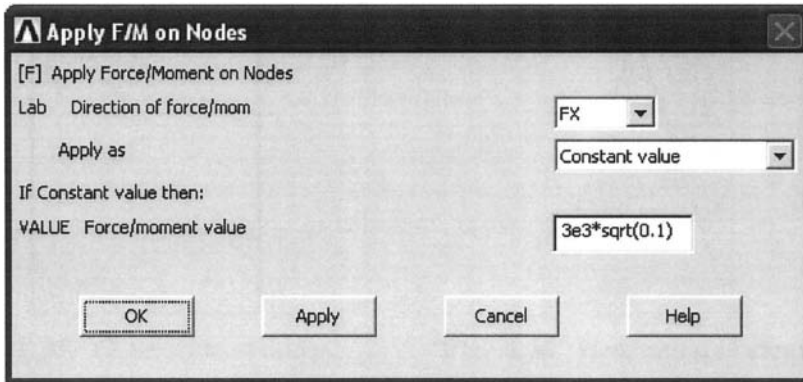 Apply F/M on Nodes
[F] Apply Force/Moment on Nodes
Lab Direction of force/mom FX
Apply as Constant value
If Constant value then:
VALUE Force/moment value 3e3*sqrt(0.1)
OK Apply Cancel Help